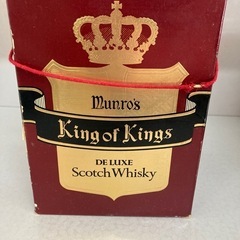 Munro's
King of Kings
DE LUXE
Scotch Whisky